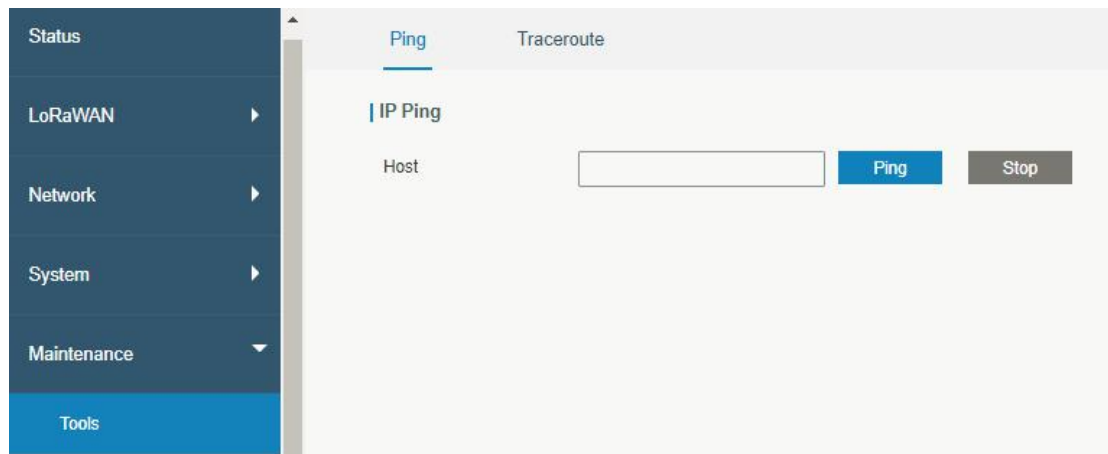 Status
LoRaWAN
Network
System
Maintenance
Tools
Ping Traceroute
IP Ping
Host Ping Stop